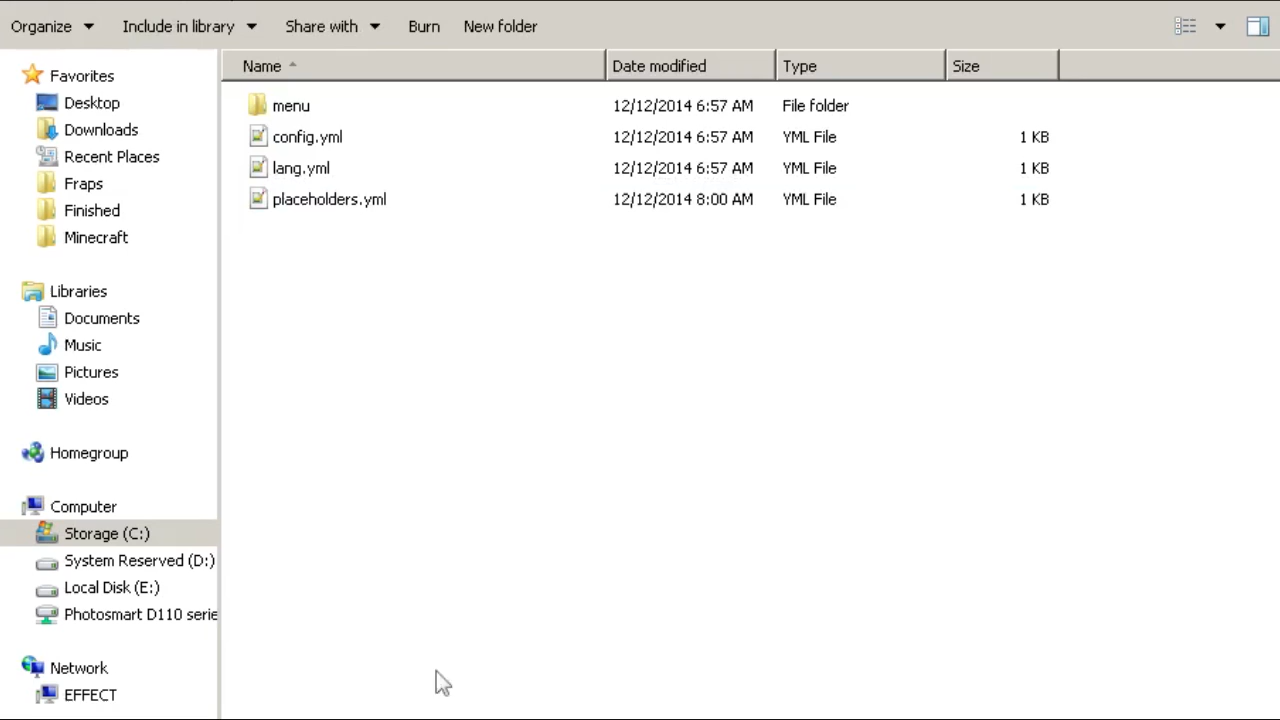 Organize Include in library Share with Burn New folder
Name Date modified Type Size
Favorites
Desktop
Downloads
Recent Places
Fraps
Finished
Minecraft
Libraries
Documents
Music
Pictures
Videos
Homegroup
Computer
Storage (C:)
System Reserved (D:)
Local Disk (E:)
Photosmart D110 serie
Network
EFFECT
menu 12/12/2014 6:57 AM File folder
config.yml 12/12/2014 6:57 AM YML File 1 KB
lang.yml 12/12/2014 6:57 AM YML File 1 KB
placeholders.yml 12/12/2014 8:00 AM YML File 1 KB